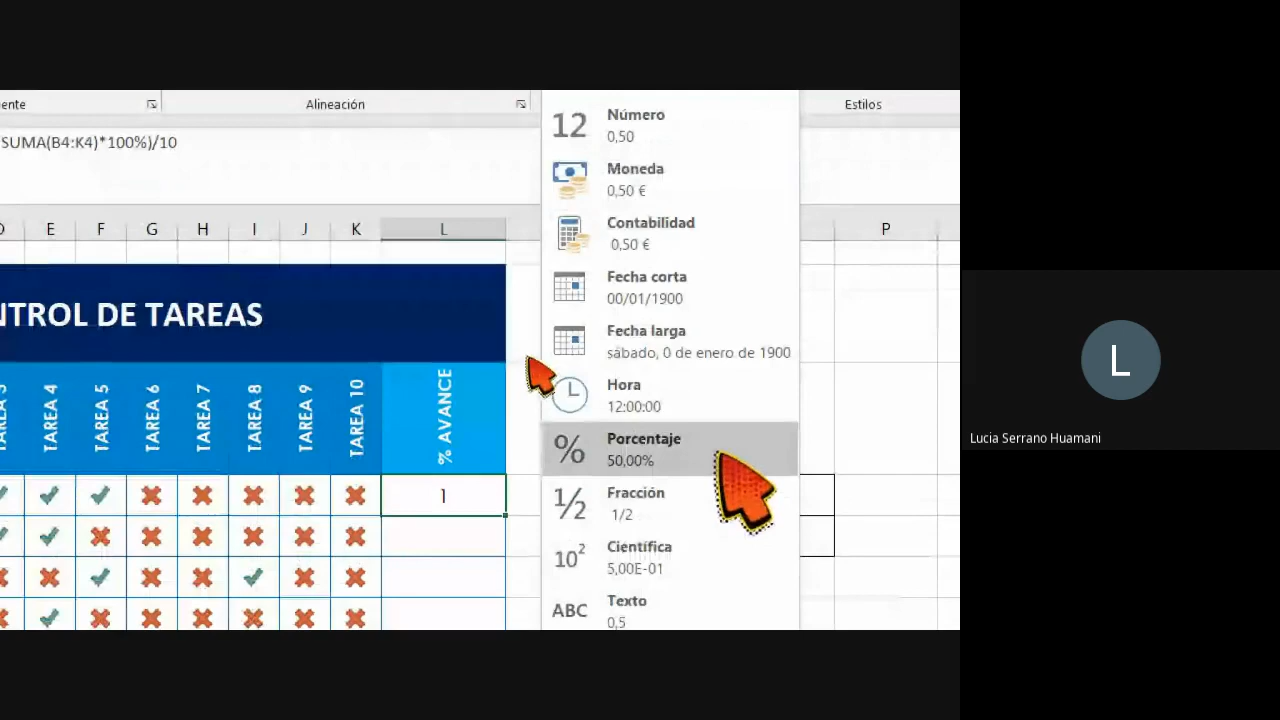 ente
Alineación
Estilos
SUMA(B4:K4)*100%)/10
12
Número
0,50
Moneda
0,50 €
Contabilidad
0,50 €
Fecha corta
00/01/1900
Fecha larga
sábado, 0 de enero de 1900
Hora
12:00:00
%
Porcentaje
50,00%
½
Fracción
1/2
10²
Científica
5,00E-01
ABC
Texto
0,5
E F G H I J K L P
NTROL DE TAREAS
TAREA 3
TAREA 4
TAREA 5
TAREA 6
TAREA 7
TAREA 8
TAREA 9
TAREA 10
% AVANCE
1
L
Lucia Serrano Huamani